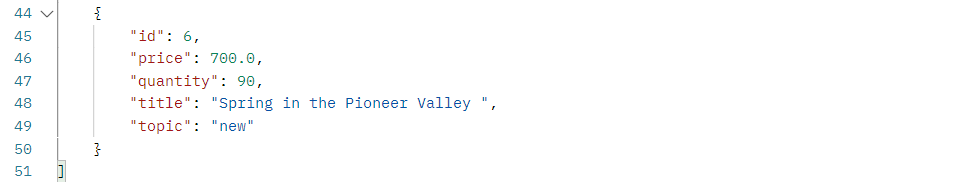 44 {
45 "id": 6,
46 "price": 700.0,
47 "quantity": 90,
48 "title": "Spring in the Pioneer Valley ",
49 "topic": "new"
50 }
51 ]